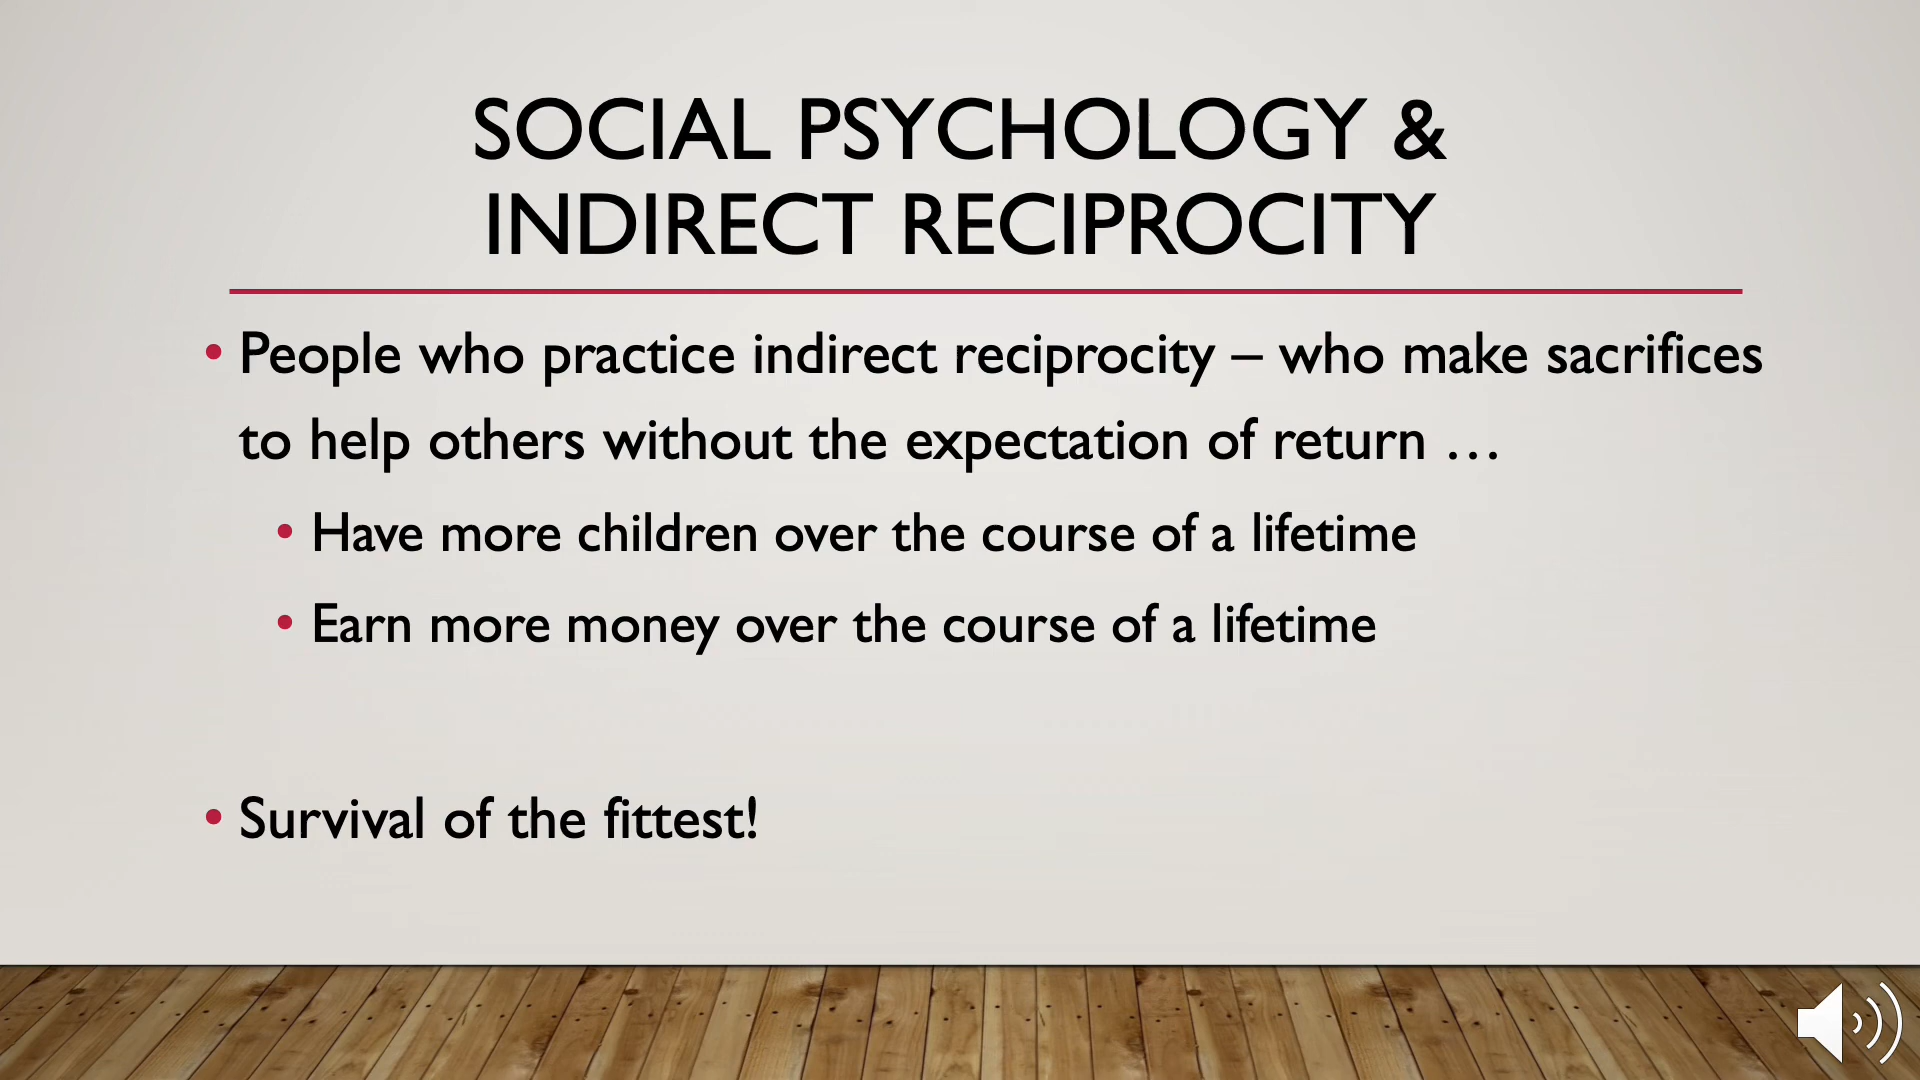 SOCIAL PSYCHOLOGY &
INDIRECT RECIPROCITY
• People who practice indirect reciprocity – who make sacrifices
to help others without the expectation of return …
• Have more children over the course of a lifetime
• Earn more money over the course of a lifetime
• Survival of the fittest!